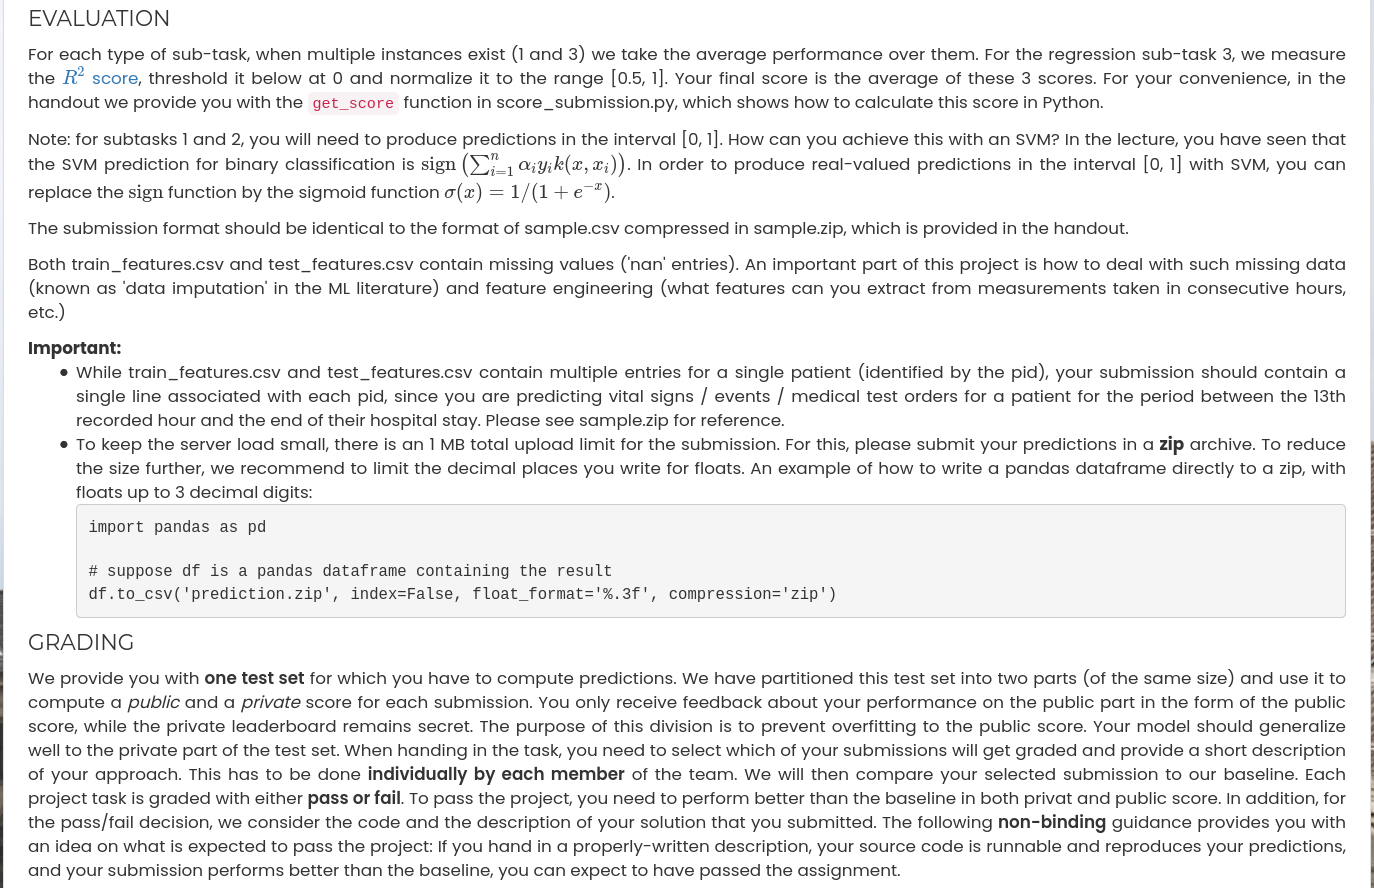 EVALUATION
For each type of sub-task, when multiple instances exist (1 and 3) we take the average performance over them. For the regression sub-task 3, we measure
the R² score, threshold it below at 0 and normalize it to the range [0.5, 1]. Your final score is the average of these 3 scores. For your convenience, in the
handout we provide you with the get_score function in score_submission.py, which shows how to calculate this score in Python.
Note: for subtasks 1 and 2, you will need to produce predictions in the interval [0, 1]. How can you achieve this with an SVM? In the lecture, you have seen that
the SVM prediction for binary classification is sign (∑ⁿᵢ₌₁ αᵢyᵢk(x, xᵢ)). In order to produce real-valued predictions in the interval [0, 1] with SVM, you can
replace the sign function by the sigmoid function σ(x) = 1/(1 + e⁻ˣ).
The submission format should be identical to the format of sample.csv compressed in sample.zip, which is provided in the handout.
Both train_features.csv and test_features.csv contain missing values ('nan' entries). An important part of this project is how to deal with such missing data
(known as 'data imputation' in the ML literature) and feature engineering (what features can you extract from measurements taken in consecutive hours,
etc.)
Important:
• While train_features.csv and test_features.csv contain multiple entries for a single patient (identified by the pid), your submission should contain a
single line associated with each pid, since you are predicting vital signs / events / medical test orders for a patient for the period between the 13th
recorded hour and the end of their hospital stay. Please see sample.zip for reference.
• To keep the server load small, there is an 1 MB total upload limit for the submission. For this, please submit your predictions in a zip archive. To reduce
the size further, we recommend to limit the decimal places you write for floats. An example of how to write a pandas dataframe directly to a zip, with
floats up to 3 decimal digits:
import pandas as pd
# suppose df is a pandas dataframe containing the result
df.to_csv('prediction.zip', index=False, float_format='%.3f', compression='zip')
GRADING
We provide you with one test set for which you have to compute predictions. We have partitioned this test set into two parts (of the same size) and use it to
compute a public and a private score for each submission. You only receive feedback about your performance on the public part in the form of the public
score, while the private leaderboard remains secret. The purpose of this division is to prevent overfitting to the public score. Your model should generalize
well to the private part of the test set. When handing in the task, you need to select which of your submissions will get graded and provide a short description
of your approach. This has to be done individually by each member of the team. We will then compare your selected submission to our baseline. Each
project task is graded with either pass or fail. To pass the project, you need to perform better than the baseline in both privat and public score. In addition, for
the pass/fail decision, we consider the code and the description of your solution that you submitted. The following non-binding guidance provides you with
an idea on what is expected to pass the project: If you hand in a properly-written description, your source code is runnable and reproduces your predictions,
and your submission performs better than the baseline, you can expect to have passed the assignment.